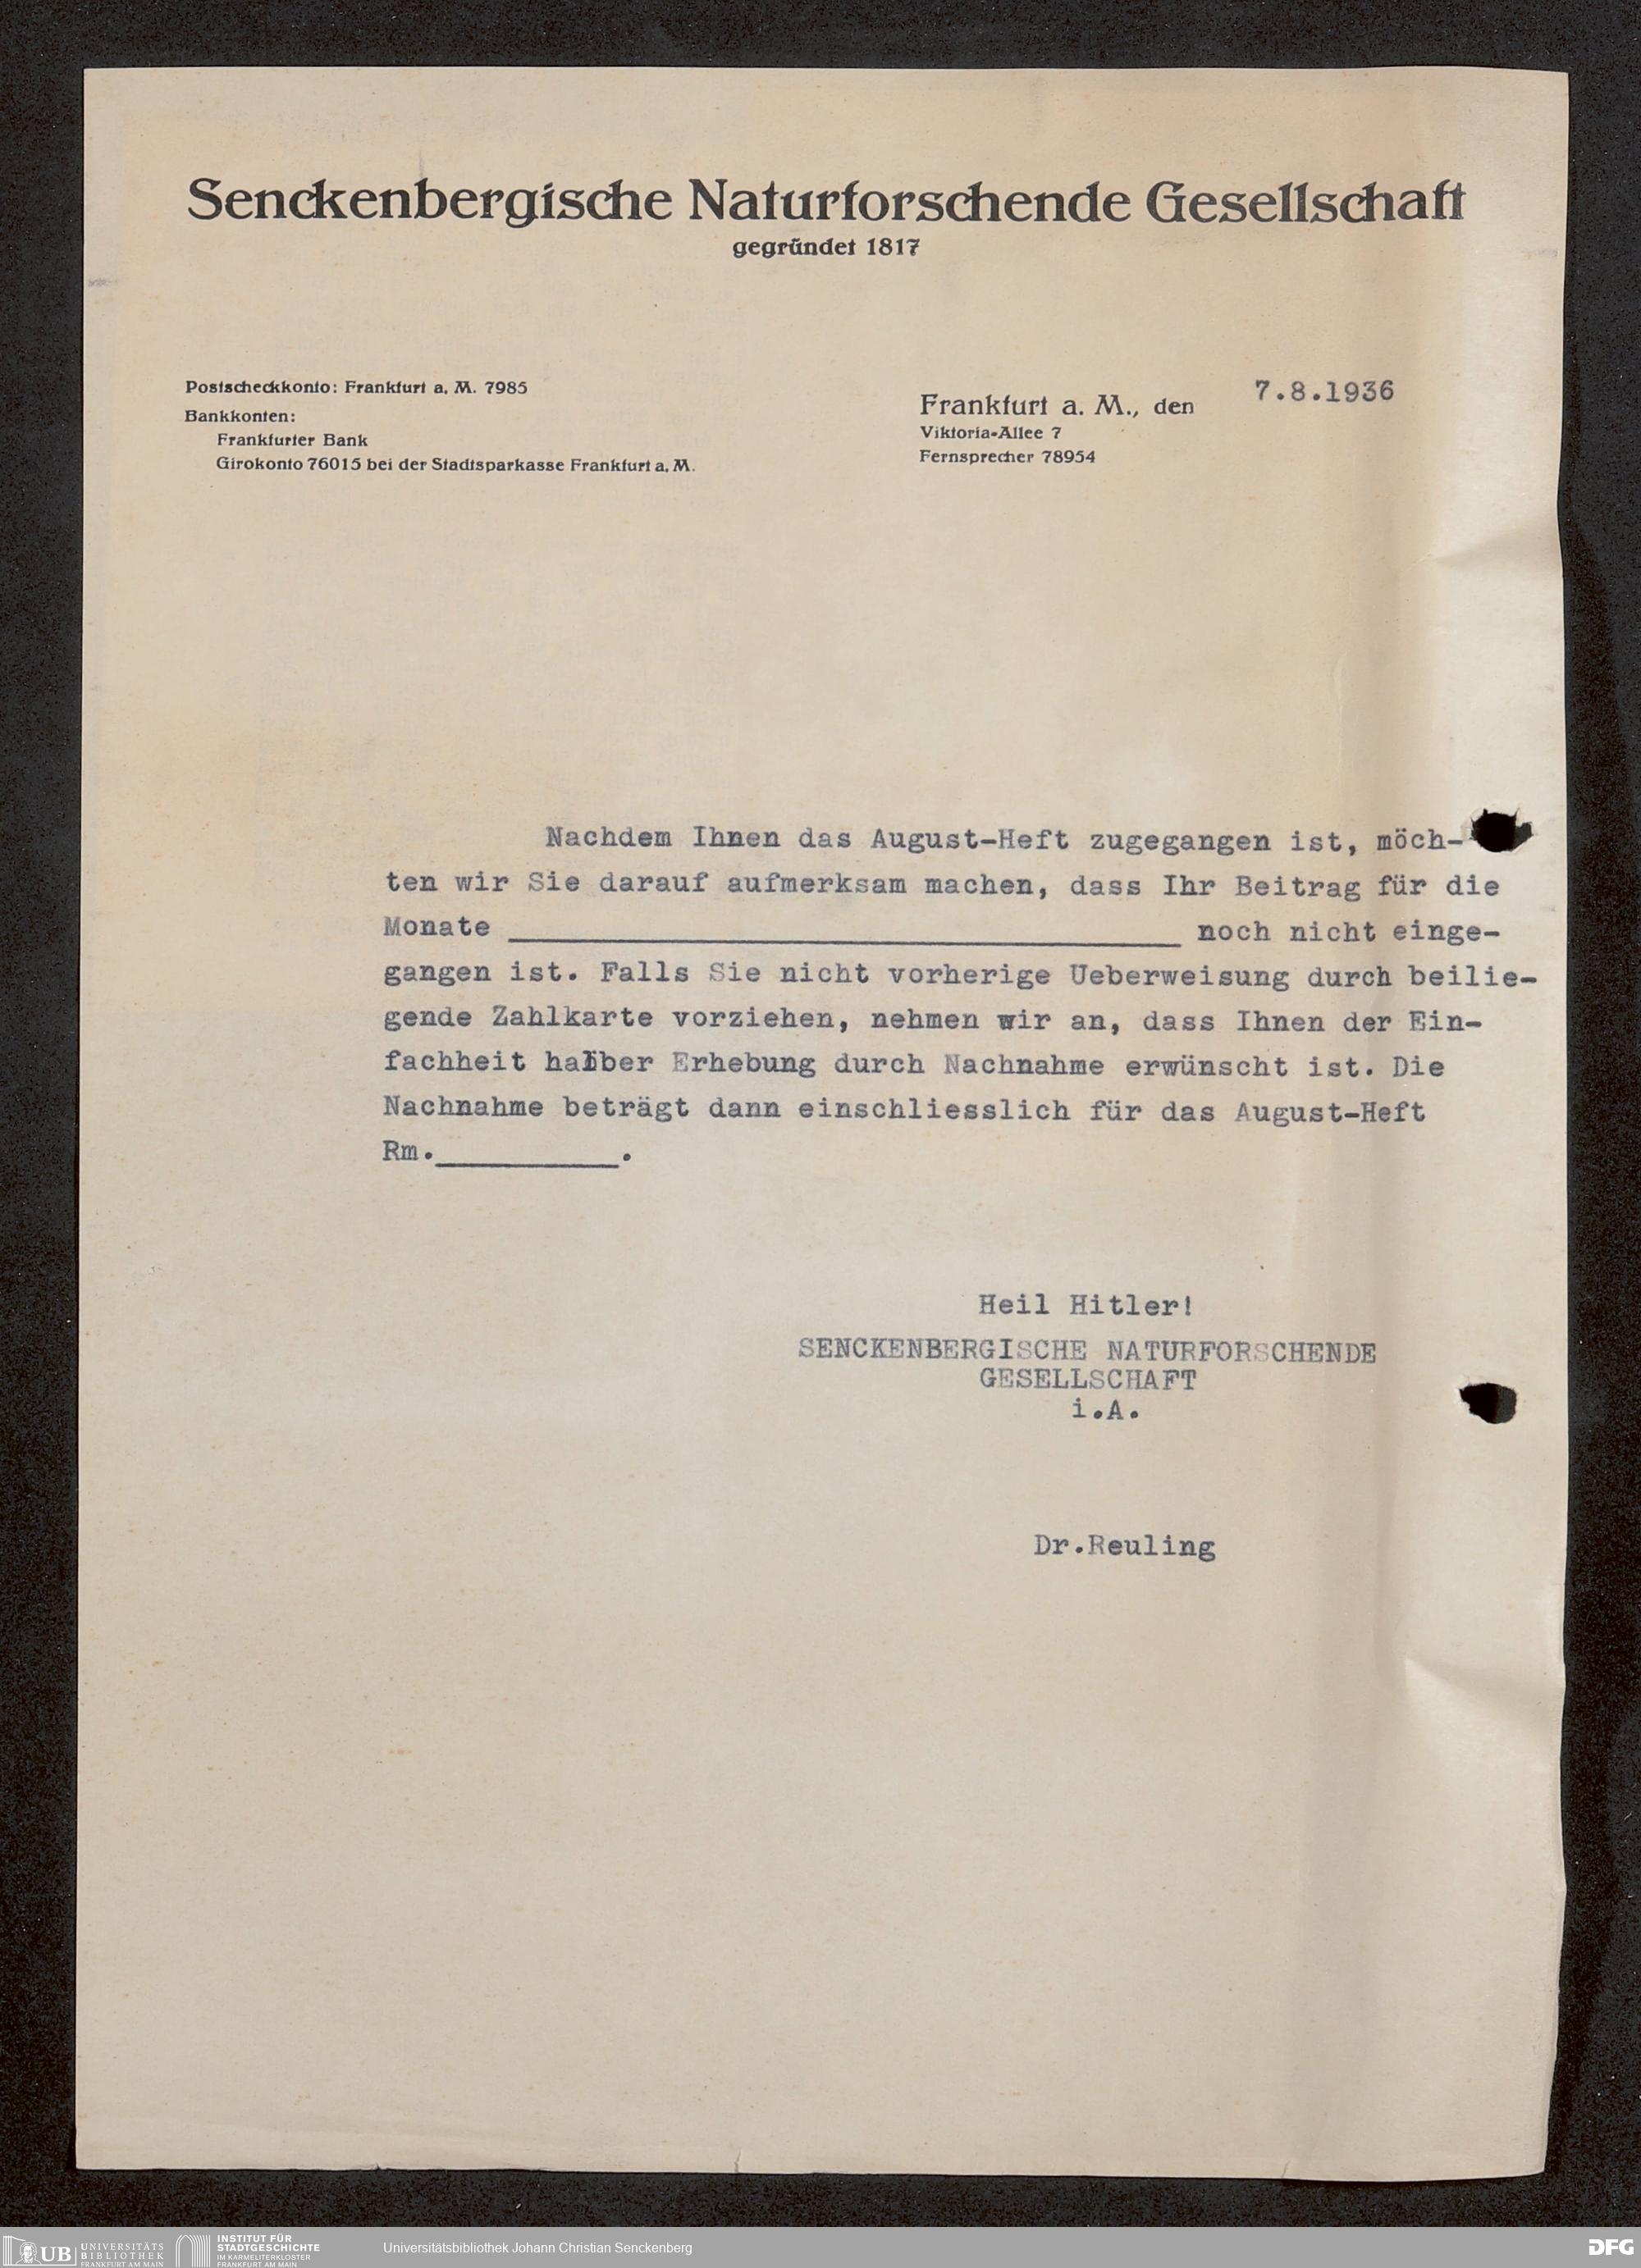 Senckenbergische Naturforschende Gesellschaft
gegründet 1817
Postscheckkonto: Frankfurt a. M. 7985
Bankkonten:
Frankfurter Bank
Girokonto 76015 bei der Stadtsparkasse Frankfurt a. M.
Frankfurt a. M., den 7.8.1936
Viktoria-Allee 7
Fernsprecher 78954
Nachdem Ihnen das August-Heft zugegangen ist, möch-
ten wir Sie darauf aufmerksam machen, dass Ihr Beitrag für die
Monate ____________________ noch nicht einge-
gangen ist. Falls Sie nicht vorherige Ueberweisung durch beilie-
gende Zahlkarte vorziehen, nehmen wir an, dass Ihnen der Ein-
fachheit halber Erhebung durch Nachnahme erwünscht ist. Die
Nachnahme beträgt dann einschliesslich für das August-Heft
Rm.__________.
Heil Hitler!
SENCKENBERGISCHE NATURFORSCHENDE
GESELLSCHAFT
i.A.
Dr.Reuling
UB UNIVERSITÄTS
BIBLIOTHEK
FRANKFURT AM MAIN
INSTITUT FÜR
STADTGESCHICHTE
IM KARMELITERKLOSTER
FRANKFURT AM MAIN
Universitätsbibliothek Johann Christian Senckenberg
DFG